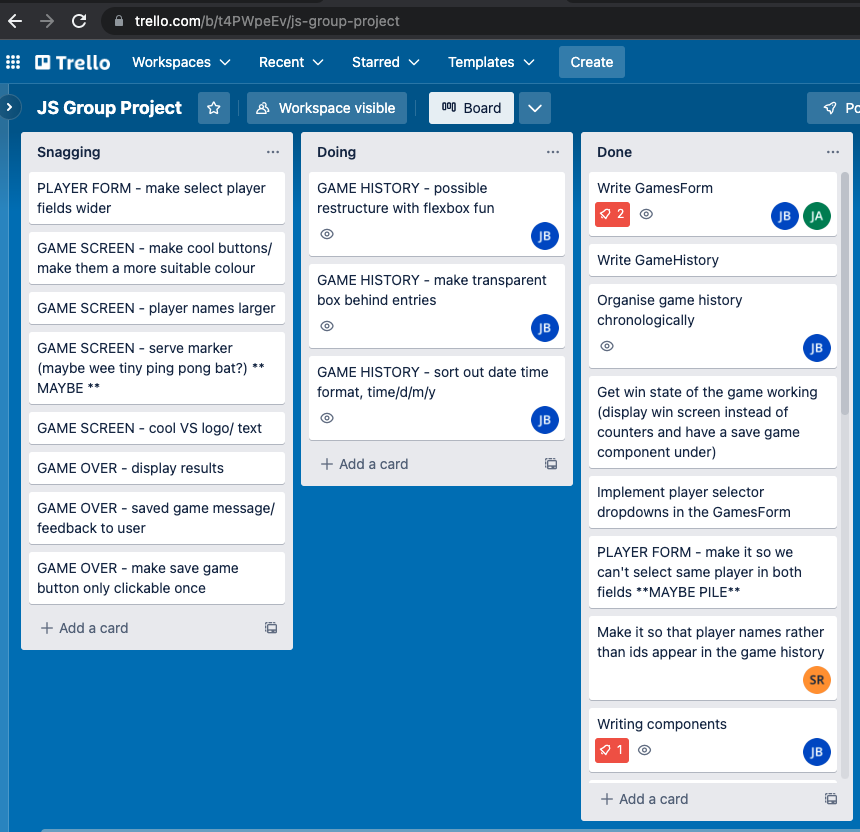 trello.com/b/t4PWpeEv/js-group-project
Trello
Workspaces
Recent
Starred
Templates
Create
JS Group Project
Workspace visible
Board
Po
Snagging
PLAYER FORM - make select player
fields wider
GAME SCREEN - make cool buttons/
make them a more suitable colour
GAME SCREEN - player names larger
GAME SCREEN - serve marker
(maybe wee tiny ping pong bat?) **
MAYBE **
GAME SCREEN - cool VS logo/ text
GAME OVER - display results
GAME OVER - saved game message/
feedback to user
GAME OVER - make save game
button only clickable once
Add a card
Doing
GAME HISTORY - possible
restructure with flexbox fun
JB
GAME HISTORY - make transparent
box behind entries
JB
GAME HISTORY - sort out date time
format, time/d/m/y
JB
Add a card
Done
Write GamesForm
2
JB
JA
Write GameHistory
Organise game history
chronologically
JB
Get win state of the game working
(display win screen instead of
counters and have a save game
component under)
Implement player selector
dropdowns in the GamesForm
PLAYER FORM - make it so we
can't select same player in both
fields **MAYBE PILE**
Make it so that player names rather
than ids appear in the game history
SR
Writing components
1
JB
Add a card